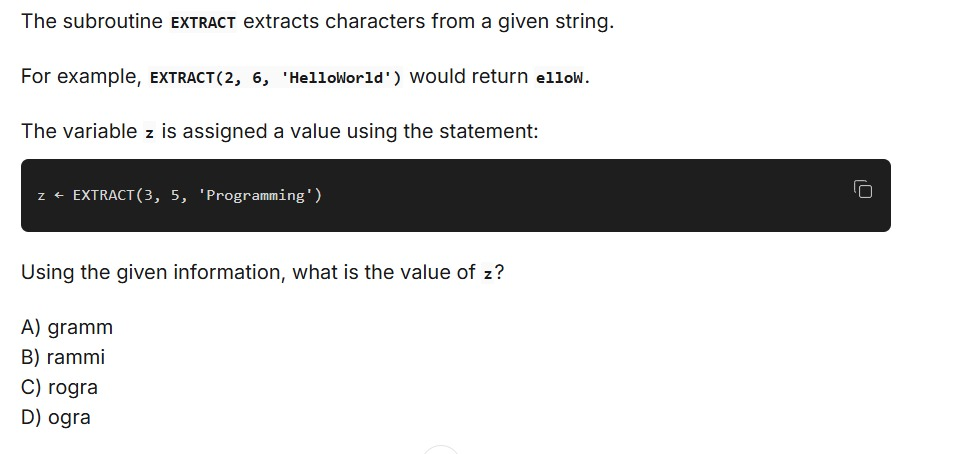 The subroutine EXTRACT extracts characters from a given string.
For example, EXTRACT(2, 6, 'HelloWorld') would return elloW.
The variable z is assigned a value using the statement:
z ← EXTRACT(3, 5, 'Programming')
Using the given information, what is the value of z?
A) gramm
B) rammi
C) rogra
D) ogra